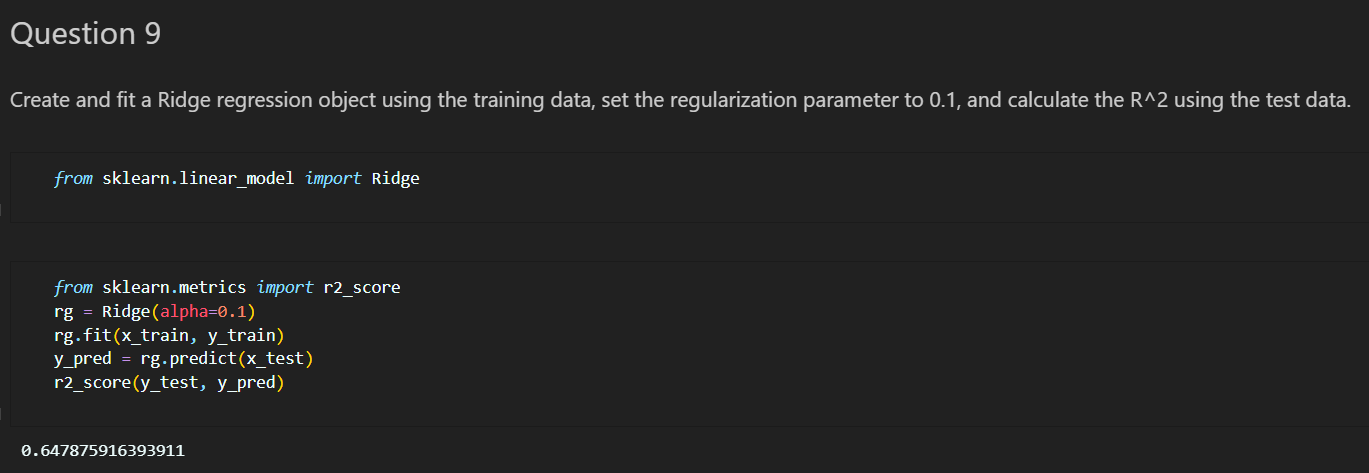 Question 9
Create and fit a Ridge regression object using the training data, set the regularization parameter to 0.1, and calculate the R^2 using the test data.
from sklearn.linear_model import Ridge
from sklearn.metrics import r2_score
rg = Ridge(alpha=0.1)
rg.fit(x_train, y_train)
y_pred = rg.predict(x_test)
r2_score(y_test, y_pred)
0.647875916393911